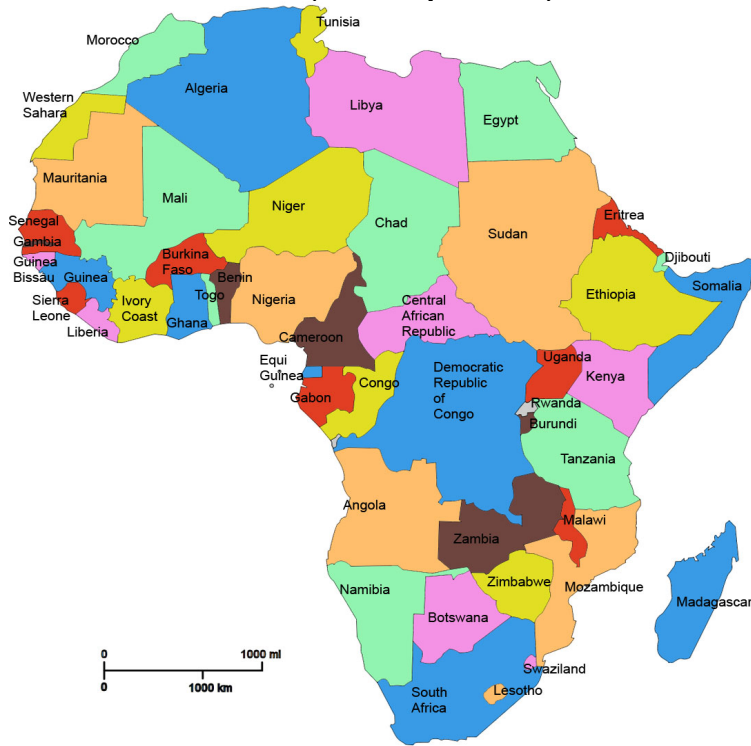 Tunisia
Morocco
Algeria
Western
Sahara
Libya
Egypt
Mauritania
Mali
Niger
Chad
Sudan
Eritrea
Senegal
Gambia
Guinea
Bissau
Guinea
Burkina
Faso
Benin
Djibouti
Somalia
Ethiopia
Sierra
Leone
Ivory
Coast
Togo
Nigeria
Central
African
Republic
Liberia
Ghana
Cameroon
Equi
Guinea
Gabon
Congo
Democratic
Republic
of
Congo
Uganda
Kenya
Rwanda
Burundi
Tanzania
Angola
Zambia
Malawi
Namibia
Zimbabwe
Mozambique
Botswana
Madagascar
0
1000 mi
0
1000 km
Swaziland
South
Africa
Lesotho